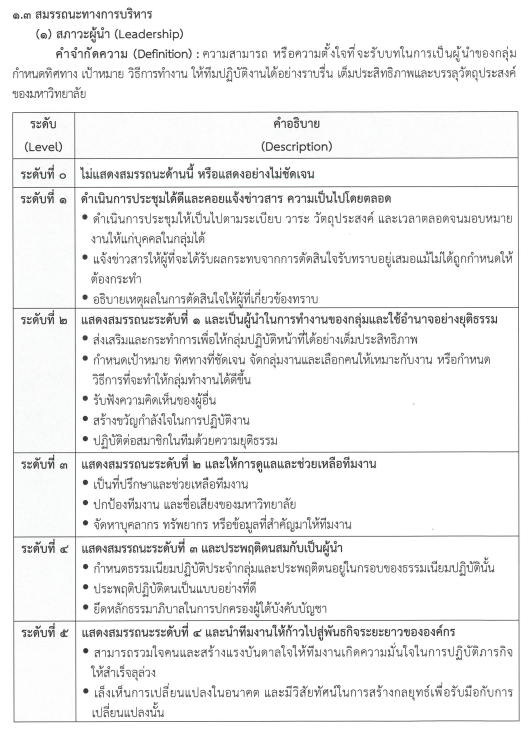 ๑.๓ สมรรถนะทางการบริหาร
(๑) สภาวะผู้นำ (Leadership)
คำจำกัดความ (Definition) : ความสามารถ หรือความตั้งใจที่จะรับบทในการเป็นผู้นำของกลุ่ม
กำหนดทิศทาง เป้าหมาย วิธีการทำงาน ให้ทีมปฏิบัติงานได้อย่างราบรื่น เต็มประสิทธิภาพและบรรลุวัตถุประสงค์
ของมหาวิทยาลัย
ระดับ
(Level)
คำอธิบาย
(Description)
ระดับที่ ๐
ไม่แสดงสมรรถนะด้านนี้ หรือแสดงอย่างไม่ชัดเจน
ระดับที่ ๑
ดำเนินการประชุมได้ดีและคอยแจ้งข่าวสาร ความเป็นไปโดยตลอด
● ดำเนินการประชุมให้เป็นไปตามระเบียบ วาระ วัตถุประสงค์ และเวลาตลอดจนมอบหมาย
งานให้แก่บุคคลในกลุ่มได้
● แจ้งข่าวสารให้ผู้ที่จะได้รับผลกระทบจากการตัดสินใจรับทราบอยู่เสมอแม้ไม่ได้ถูกกำหนดให้
ต้องกระทำ
● อธิบายเหตุผลในการตัดสินใจให้ผู้ที่เกี่ยวข้องทราบ
ระดับที่ ๒
แสดงสมรรถนะระดับที่ ๑ และเป็นผู้นำในการทำงานของกลุ่มและใช้อำนาจอย่างยุติธรรม
● ส่งเสริมและกระทำการเพื่อให้กลุ่มปฏิบัติหน้าที่ได้อย่างเต็มประสิทธิภาพ
● กำหนดเป้าหมาย ทิศทางที่ชัดเจน จัดกลุ่มงานและเลือกคนให้เหมาะกับงาน หรือกำหนด
วิธีการที่จะทำให้กลุ่มทำงานได้ดีขึ้น
● รับฟังความคิดเห็นของผู้อื่น
● สร้างขวัญกำลังใจในการปฏิบัติงาน
● ปฏิบัติต่อสมาชิกในทีมด้วยความยุติธรรม
ระดับที่ ๓
แสดงสมรรถนะระดับที่ ๒ และให้การดูแลและช่วยเหลือทีมงาน
● เป็นที่ปรึกษาและช่วยเหลือทีมงาน
● ปกป้องทีมงาน และชื่อเสียงของมหาวิทยาลัย
● จัดหาบุคลากร ทรัพยากร หรือข้อมูลที่สำคัญมาให้ทีมงาน
ระดับที่ ๔
แสดงสมรรถนะระดับที่ ๓ และประพฤติตนสมกับเป็นผู้นำ
● กำหนดธรรมเนียมปฏิบัติประจำกลุ่มและประพฤติตนอยู่ในกรอบของธรรมเนียมปฏิบัตินั้น
● ประพฤติปฏิบัติตนเป็นแบบอย่างที่ดี
● ยึดหลักธรรมาภิบาลในการปกครองผู้ใต้บังคับบัญชา
ระดับที่ ๕
แสดงสมรรถนะระดับที่ ๔ และนำทีมงานให้ก้าวไปสู่พันธกิจระยะยาวขององค์กร
● สามารถรวมใจคนและสร้างแรงบันดาลใจให้ทีมงานเกิดความมั่นใจในการปฏิบัติภารกิจ
ให้สำเร็จลุล่วง
● เล็งเห็นการเปลี่ยนแปลงในอนาคต และมีวิสัยทัศน์ในการสร้างกลยุทธ์เพื่อรับมือกับการ
เปลี่ยนแปลงนั้น